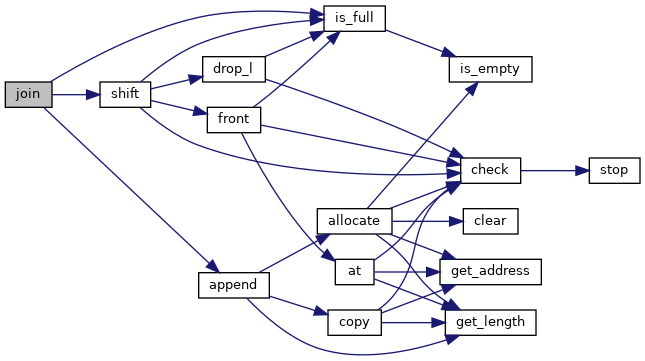 is_full
drop_l
is_empty
join
shift
front
check
stop
allocate
clear
at
get_address
append
copy
get_length